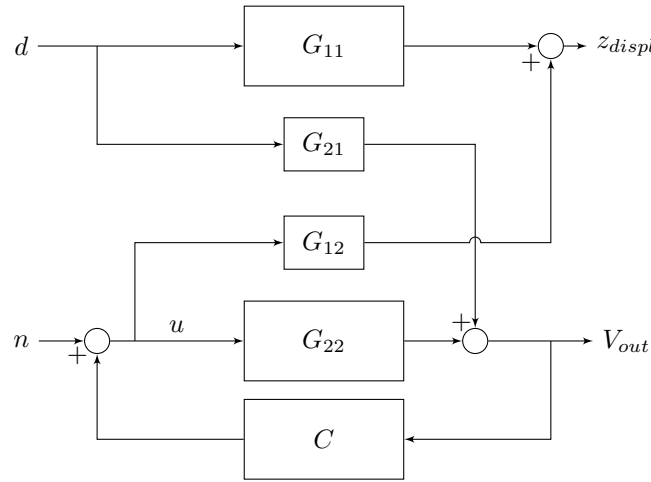 d G₁₁ + z_displ
G₂₁
G₁₂
n + u G₂₂ + V_out
C